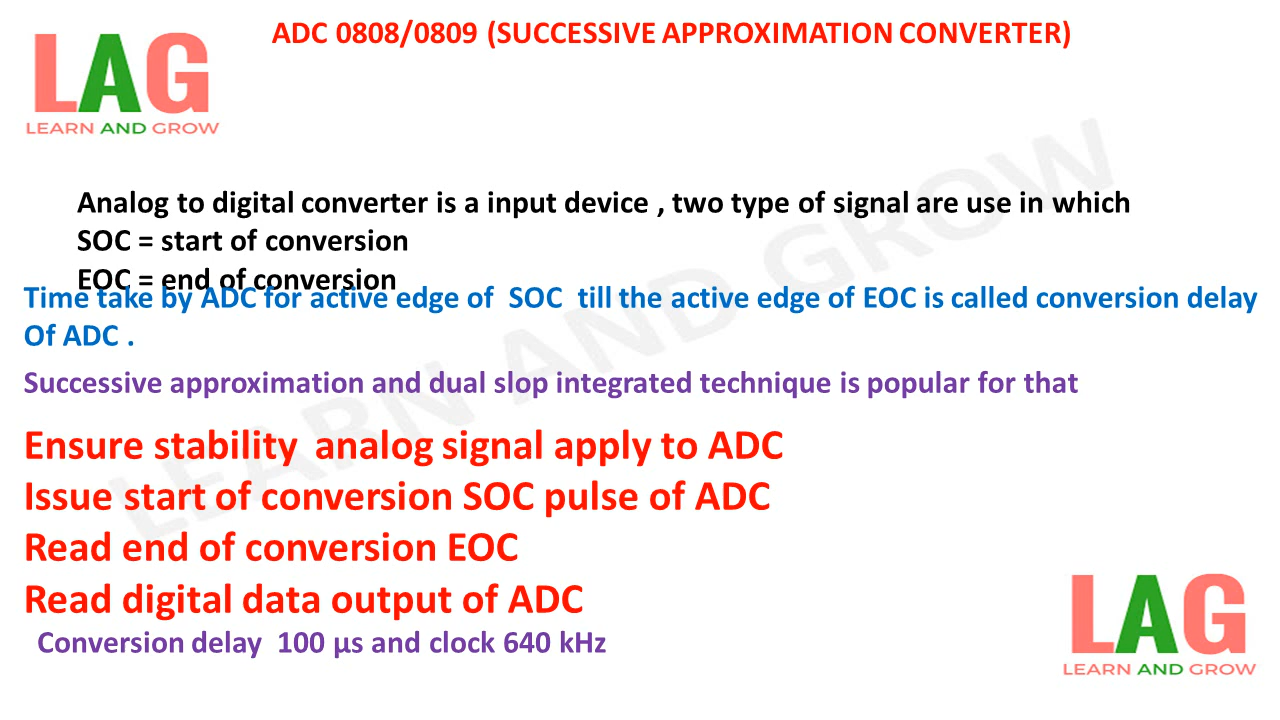 ADC 0808/0809 (SUCCESSIVE APPROXIMATION CONVERTER)
LAG
LEARN AND GROW
Analog to digital converter is a input device , two type of signal are use in which
SOC = start of conversion
EOC = end of conversion
Time take by ADC for active edge of SOC till the active edge of EOC is called conversion delay
Of ADC .
Successive approximation and dual slop integrated technique is popular for that
Ensure stability analog signal apply to ADC
Issue start of conversion SOC pulse of ADC
Read end of conversion EOC
Read digital data output of ADC
Conversion delay 100 μs and clock 640 kHz
LAG
LEARN AND GROW
LEARN AND GROW